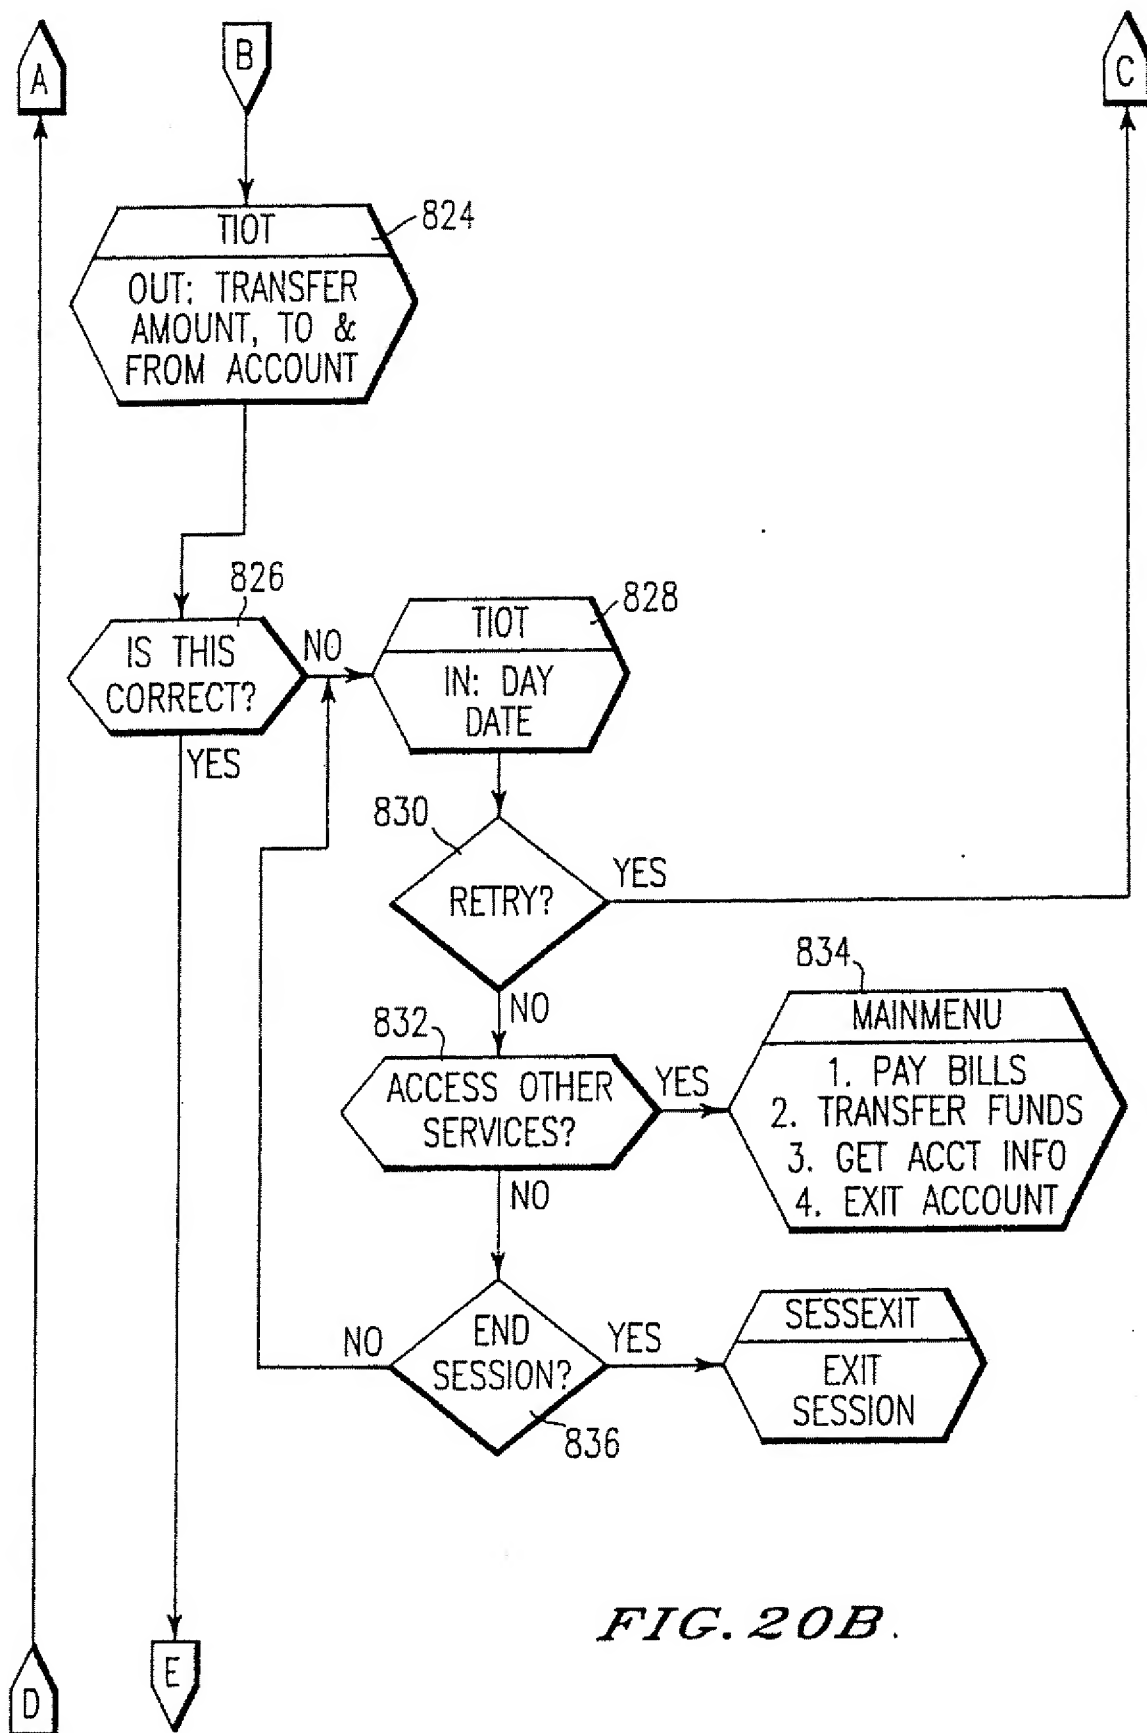 A
B
C
TIOT
824
OUT: TRANSFER
AMOUNT, TO &
FROM ACCOUNT
826
IS THIS
CORRECT?
NO
YES
TIOT
828
IN: DAY
DATE
830
RETRY?
YES
NO
832
ACCESS OTHER
SERVICES?
YES
NO
834
MAINMENU
1. PAY BILLS
2. TRANSFER FUNDS
3. GET ACCT INFO
4. EXIT ACCOUNT
NO
END
SESSION?
YES
836
SESSEXIT
EXIT
SESSION
D
E
FIG. 20B.